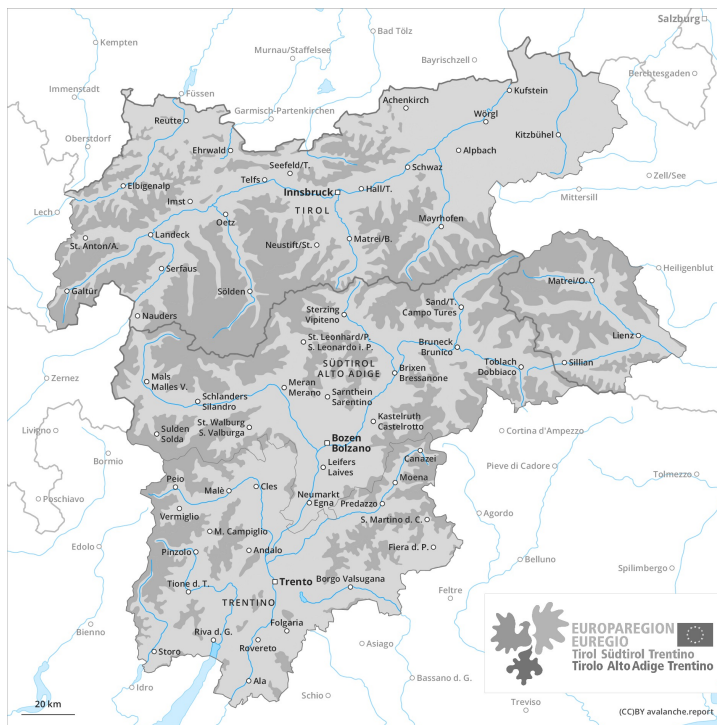 Salzburg
Kempten
Bad Tölz
Murnau/Staffelsee
Bayrischzell
Berchtesgaden
Immenstadt
Füssen
Kufstein
Achenkirch
Garmisch-Partenkirchen
Reutte
Wörgl
Oberstdorf
Kitzbühel
Ehrwald
Alpbach
Seefeld/T.
Schwaz
Telfs
Zell/See
Elbigenalp
Innsbruck
Hall/T.
Mittersill
Imst
TIROL
Lech
Oetz
Mayrhofen
Landeck
Matrei/B.
St. Anton/A.
Neustift/St.
Serfaus
Heiligenblut
Matrei/O.
Galtür
Sölden
Sand/T.
Campo Tures
Nauders
Sterzing
Vipiteno
Lienz
St. Leonhard/P.
S. Leonardo i. P.
Bruneck
Brunico
Toblach
Dobbiaco
Sillian
SÜDTIROL
ALTO ADIGE
Brixen
Bressanone
Zernez
Mals
Malles V.
Meran
Merano
Sarnthein
Sarentino
Schlanders
Silandro
Kastelruth
Castelrotto
St. Walburg
S. Valburga
Sulden
Solda
Livigno
Cortina d'Ampezzo
Bozen
Bolzano
Bormio
Canazei
Pieve di Cadore
Leifers
Laives
Tolmezzo
Peio
Malè
Cles
Moena
Poschiavo
Neumarkt
Egna
Predazzo
Vermiglio
Agordo
S. Martino d. C.
M. Campiglio
Edolo
Pinzolo
Andalo
Fiera d. P.
Belluno
Spilimbergo
Trento
Borgo Valsugana
Tione d. T.
Feltre
TRENTINO
Folgaria
Bienno
Riva d. G.
Rovereto
Asiago
Storo
Ala
Bassano d. G.
Idro
Schio
Treviso
EUROPAREGION
EUREGIO
Tirol Südtirol Trentino
Tirolo Alto Adige Trentino
20 km
(CC)BY avalanche.report